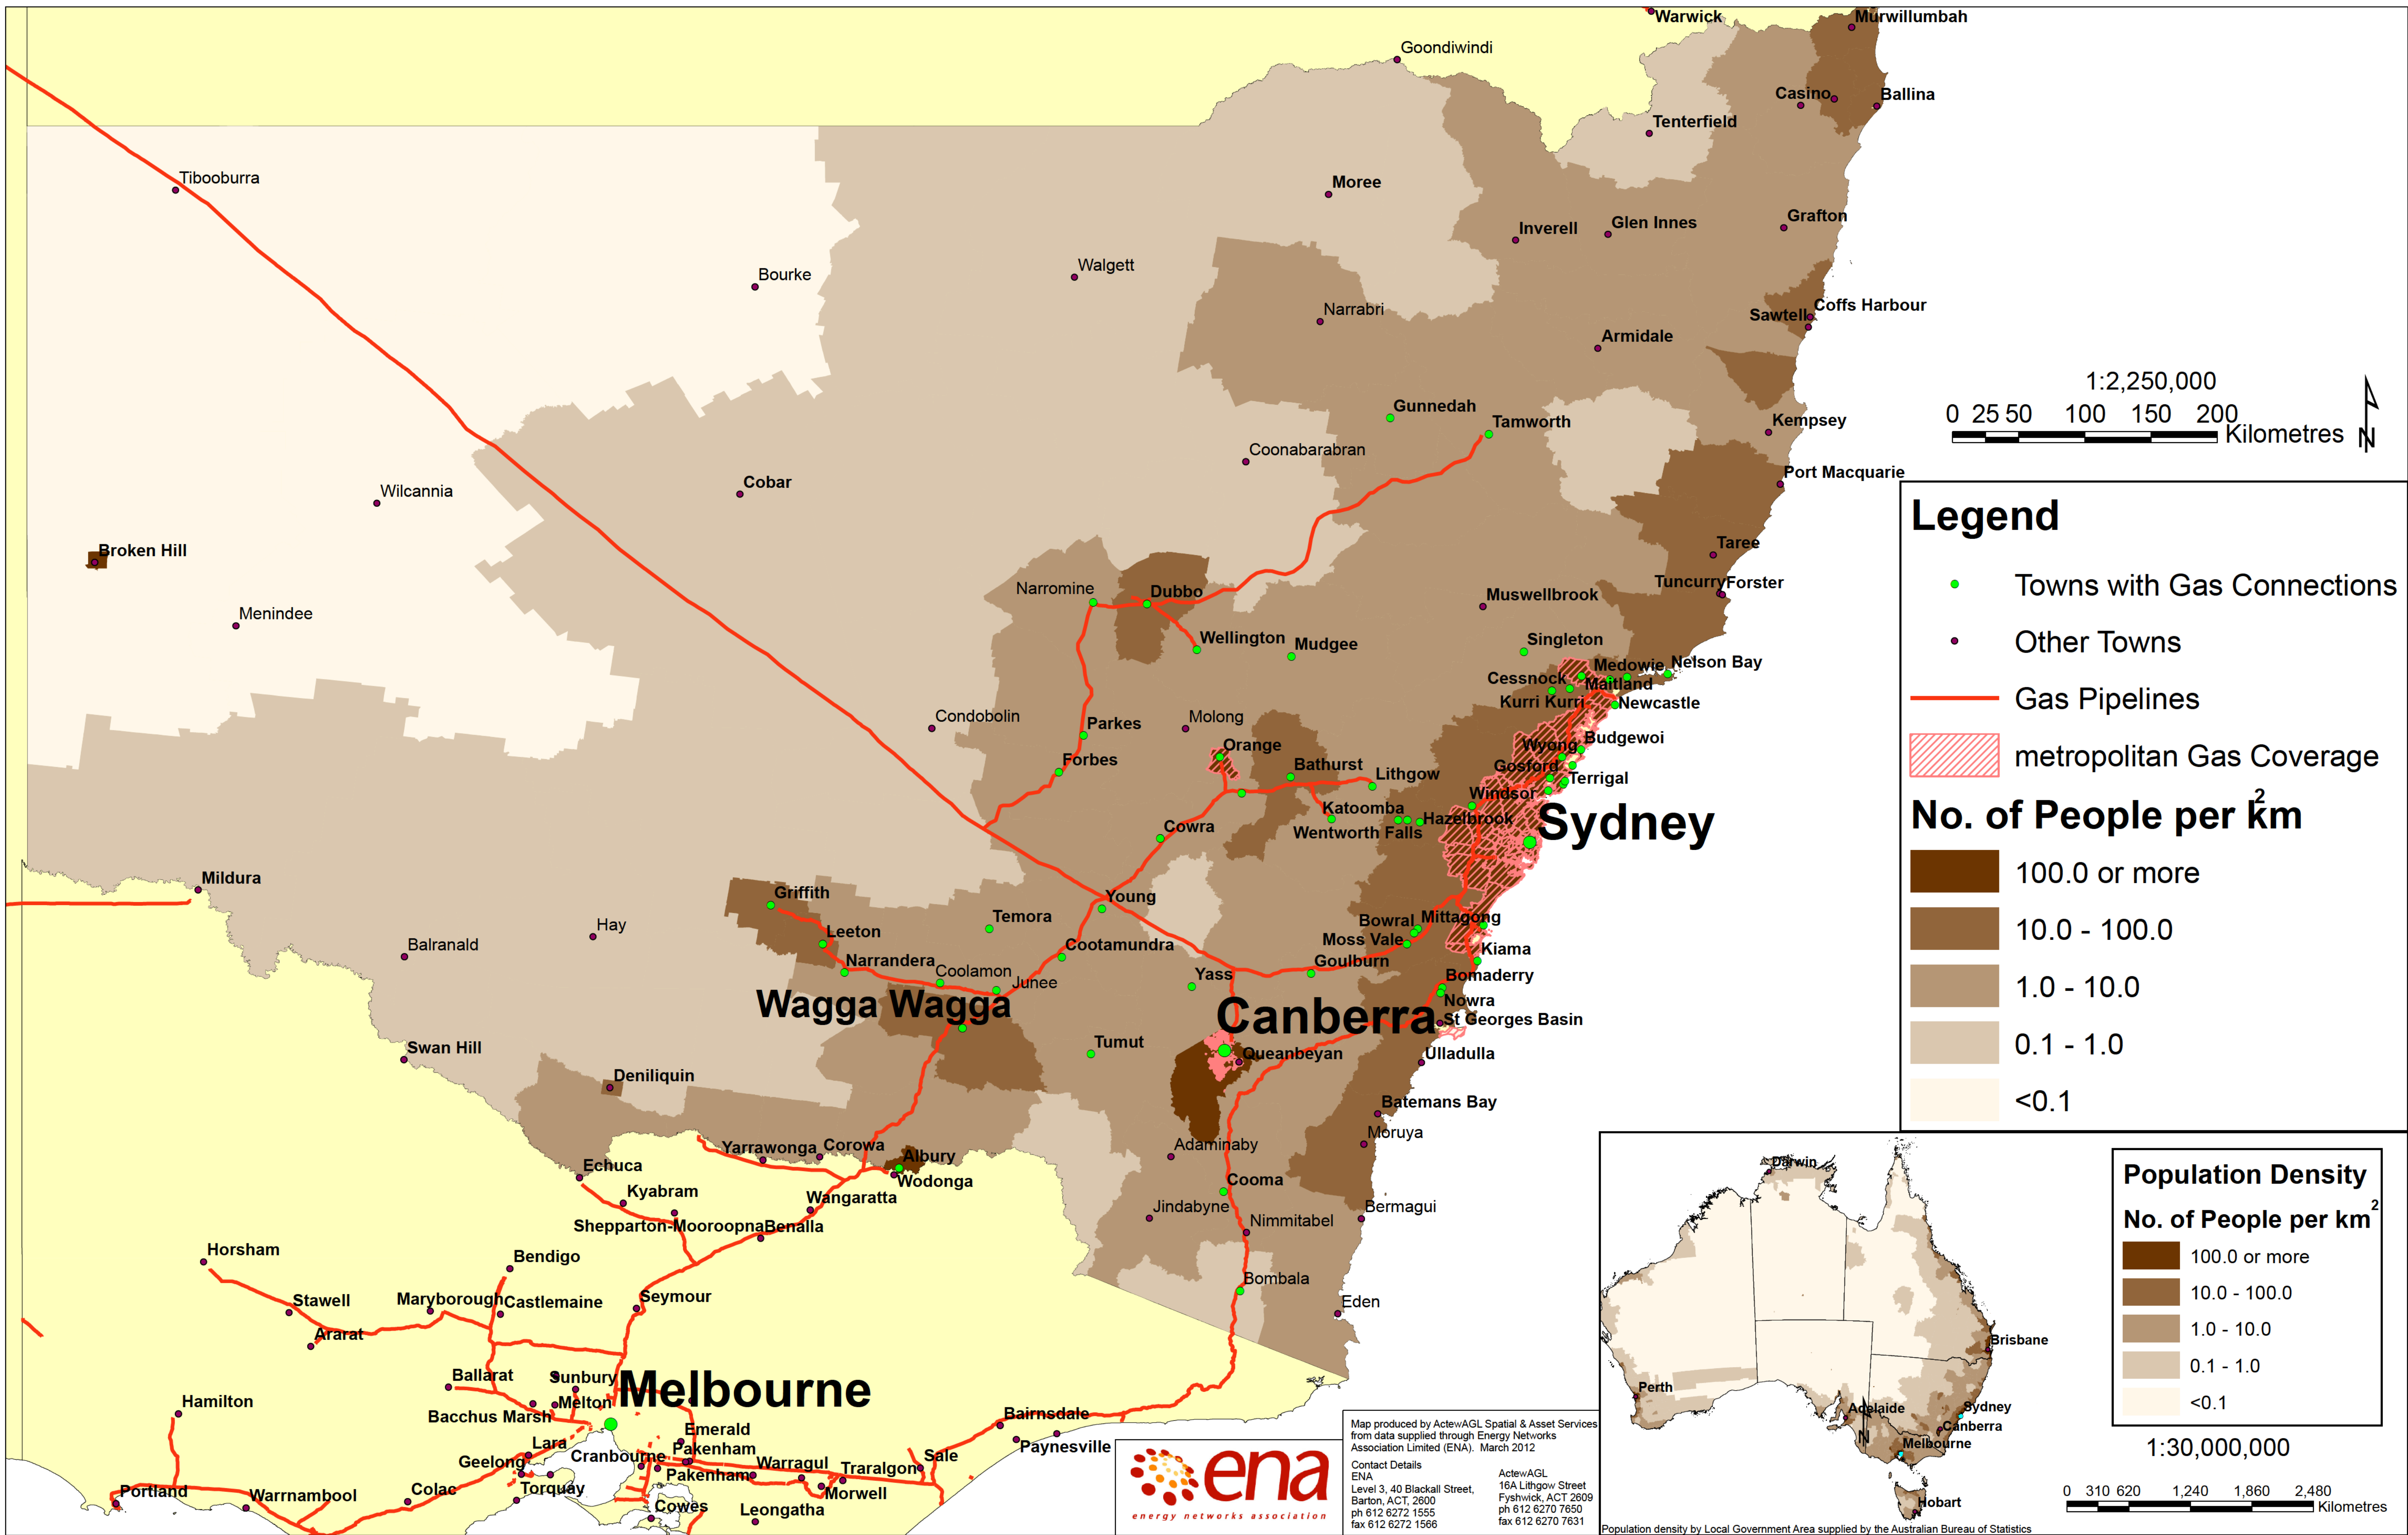 Warwick
Murwillumbah
Goondiwindi
Casino
Ballina
Tenterfield
Tibooburra
Moree
Grafton
Inverell
Glen Innes
Walgett
Bourke
Narrabri
Coffs Harbour
Sawtell
Armidale
1:2,250,000
0 25 50 100 150 200
Kilometres
N
Gunnedah
Tamworth
Kempsey
Coonabarabran
Port Macquarie
Cobar
Wilcannia
Broken Hill
Taree
Tuncurry
Forster
Narromine
Dubbo
Muswellbrook
Menindee
Wellington
Mudgee
Singleton
Medowie
Nelson Bay
Cessnock
Maitland
Kurri Kurri
Newcastle
Condobolin
Parkes
Molong
Orange
Wyong
Budgewoi
Forbes
Bathurst
Lithgow
Gosford
Terrigal
Windsor
Katoomba
Hazelbrook
Wentworth Falls
Sydney
Cowra
Mildura
Griffith
Young
Temora
Bowral
Mittagong
Hay
Leeton
Moss Vale
Balranald
Cootamundra
Kiama
Narrandera
Goulburn
Coolamon
Yass
Bomaderry
Junee
Wagga Wagga
Nowra
Canberra
St Georges Basin
Swan Hill
Tumut
Queanbeyan
Ulladulla
Deniliquin
Batemans Bay
Moruya
Yarrawonga
Corowa
Adaminaby
Echuca
Albury
Wodonga
Cooma
Kyabram
Wangaratta
Jindabyne
Bermagui
Shepparton-Mooroopna
Benalla
Nimmitabel
Horsham
Bendigo
Bombala
Stawell
Maryborough
Castlemaine
Seymour
Eden
Ararat
Ballarat
Sunbury
Melbourne
Hamilton
Melton
Bacchus Marsh
Bairnsdale
Emerald
Paynesville
Lara
Pakenham
Cranbourne
Sale
Geelong
Warragul
Traralgon
Pakenham
Portland
Torquay
Morwell
Colac
Warrnambool
Cowes
Leongatha
Legend
Towns with Gas Connections
Other Towns
Gas Pipelines
metropolitan Gas Coverage
No. of People per km2
100.0 or more
10.0 - 100.0
1.0 - 10.0
0.1 - 1.0
<0.1
Darwin
Brisbane
Perth
Adelaide
Sydney
Canberra
Melbourne
Hobart
N
Population Density
No. of People per km2
100.0 or more
10.0 - 100.0
1.0 - 10.0
0.1 - 1.0
<0.1
1:30,000,000
0 310 620 1,240 1,860 2,480
Kilometres
Population density by Local Government Area supplied by the Australian Bureau of Statistics
ena
energy networks association
Map produced by ActewAGL Spatial & Asset Services
from data supplied through Energy Networks
Association Limited (ENA). March 2012
Contact Details
ENA
Level 3, 40 Blackall Street,
Barton, ACT, 2600
ph 612 6272 1555
fax 612 6272 1566
ActewAGL
16A Lithgow Street
Fyshwick, ACT 2609
ph 612 6270 7650
fax 612 6270 7631